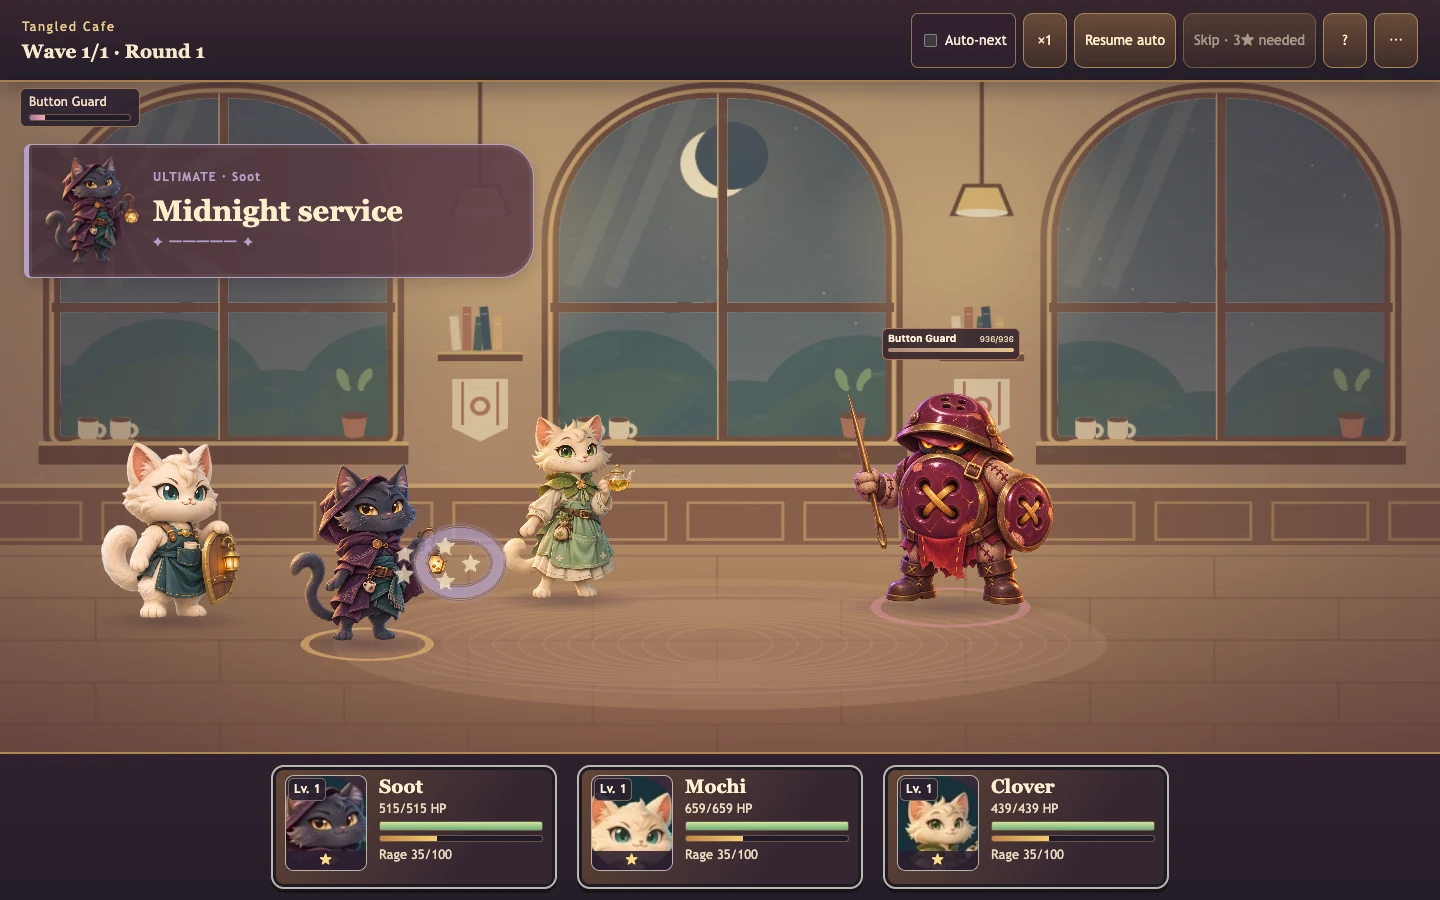 Tangled Cafe
Wave 1/1 · Round 1
Auto-next
×1
Resume auto
Skip · 3★ needed
?
···
Button Guard
ULTIMATE · Soot
Midnight service
Button Guard 936/936
Lv. 1
Soot
515/515 HP
Rage 35/100
Lv. 1
Mochi
659/659 HP
Rage 35/100
Lv. 1
Clover
439/439 HP
Rage 35/100